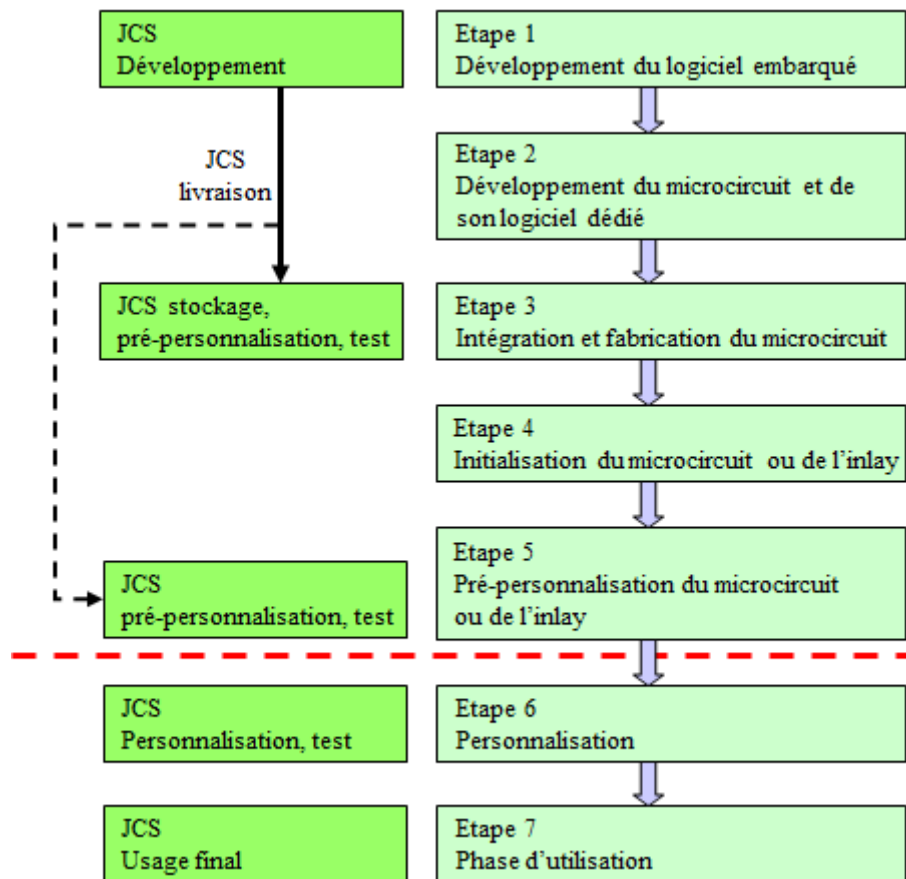 JCS
Développement
Etape 1
Développement du logiciel embarqué
JCS
livraison
Etape 2
Développement du microcircuit et de
son logiciel dédié
JCS stockage,
pré-personnalisation, test
Etape 3
Intégration et fabrication du microcircuit
Etape 4
Initialisation du microcircuit ou de l'inlay
JCS
pré-personnalisation, test
Etape 5
Pré-personnalisation du microcircuit
ou de l'inlay
JCS
Personnalisation, test
Etape 6
Personnalisation
JCS
Usage final
Etape 7
Phase d'utilisation